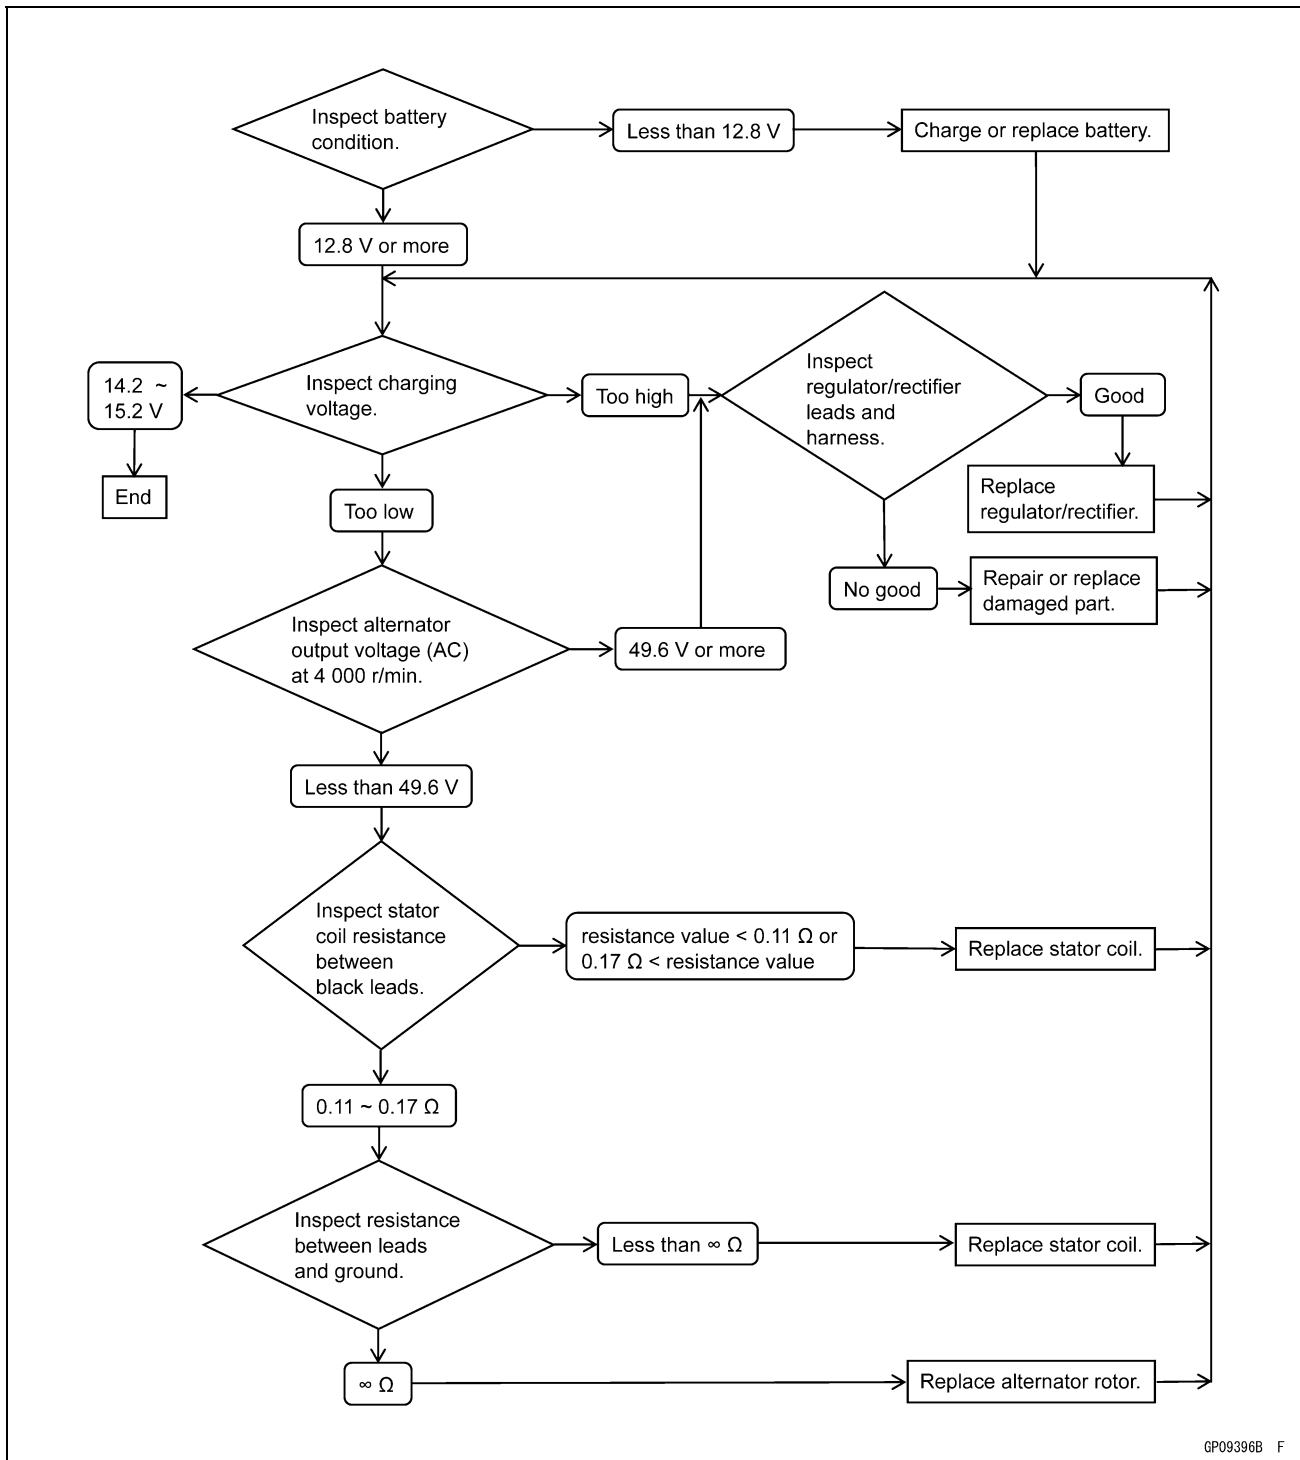 Inspect battery
condition.
Less than 12.8 V
Charge or replace battery.
12.8 V or more
Inspect charging
voltage.
14.2 ~
15.2 V
End
Too high
Inspect
regulator/rectifier
leads and
harness.
Good
Replace
regulator/rectifier.
No good
Repair or replace
damaged part.
Too low
Inspect alternator
output voltage (AC)
at 4 000 r/min.
49.6 V or more
Less than 49.6 V
Inspect stator
coil resistance
between
black leads.
resistance value < 0.11 Ω or
0.17 Ω < resistance value
Replace stator coil.
0.11 ~ 0.17 Ω
Inspect resistance
between leads
and ground.
Less than ∞ Ω
Replace stator coil.
∞ Ω
Replace alternator rotor.
GP09396B F